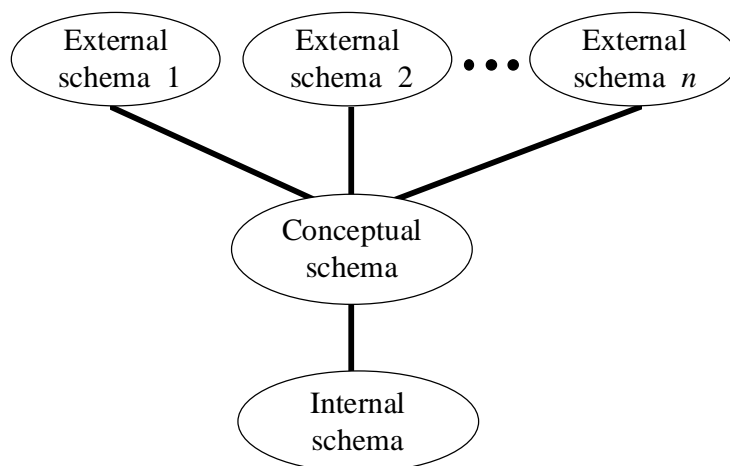 External
schema 1
External
schema 2
External
schema n
Conceptual
schema
Internal
schema